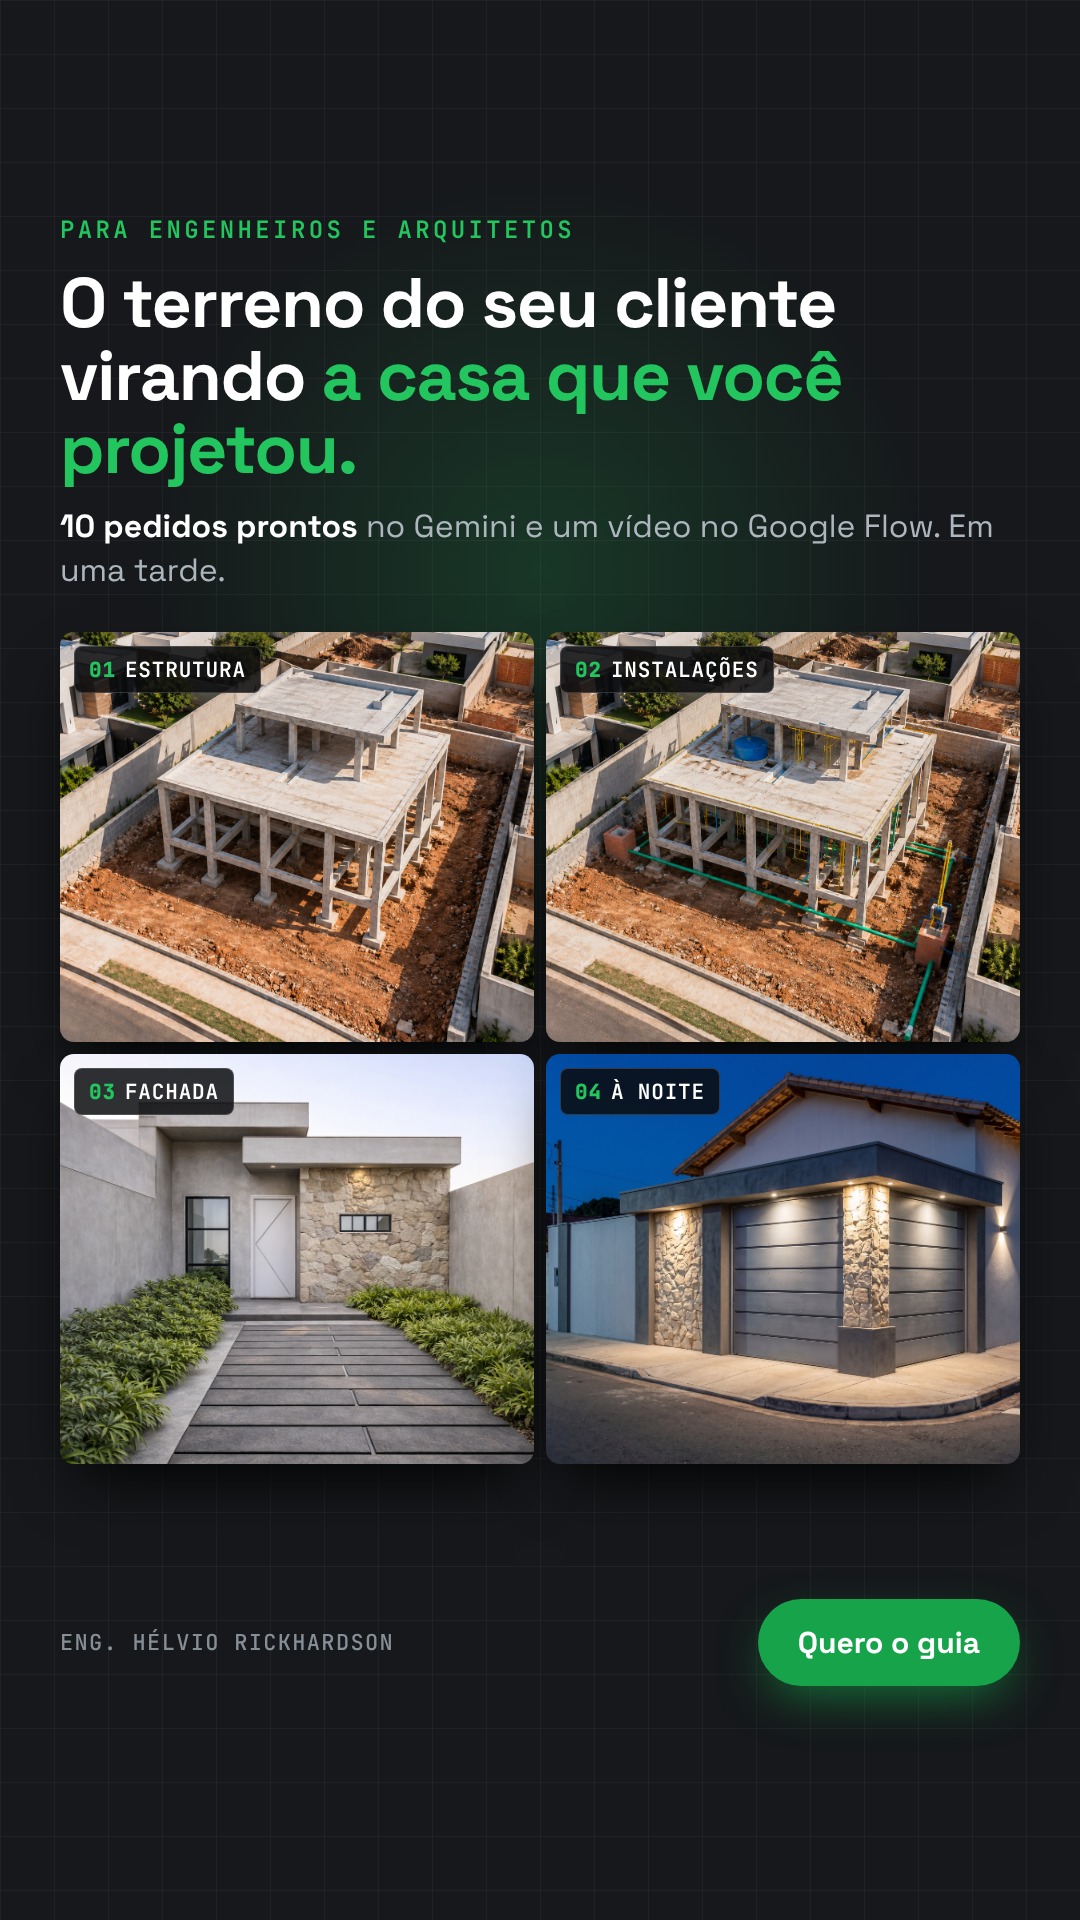 PARA ENGENHEIROS E ARQUITETOS
O terreno do seu cliente
virando a casa que você
projetou.
10 pedidos prontos no Gemini e um vídeo no Google Flow. Em
uma tarde.
01 ESTRUTURA
02 INSTALAÇÕES
03 FACHADA
04 À NOITE
ENG. HÉLVIO RICKHARDSON
Quero o guia